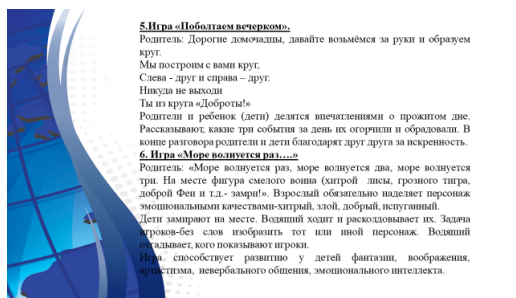 5.Игра «Поболтаем вечерком».
Родитель: Дорогие домочадцы, давайте возьмёмся за руки и образуем
круг.
Мы построим с вами круг,
Слева - друг и справа – друг.
Никуда не выходи
Ты из круга «Доброты!»
Родители и ребенок (дети) делятся впечатлениями о прожитом дне.
Рассказывают, какие три события за день их огорчили и обрадовали. В
конце разговора родители и дети благодарят друг друга за искренность.
6. Игра «Море волнуется раз….»
Родитель: «Море волнуется раз, море волнуется два, море волнуется
три. На месте фигура смелого воина (хитрой лисы, грозного тигра,
доброй Феи и т.д.- замри!». Взрослый обязательно наделяет персонаж
эмоциональными качествами-хитрый, злой, добрый, испуганный.
Дети замирают на месте. Водящий ходит и расколдовывает их. Задача
игроков-без слов изобразить тот или иной персонаж. Водящий
отгадывает, кого показывают игроки.
Игра способствует развитию у детей фантазии, воображения,
артистизма, невербального общения, эмоционального интеллекта.